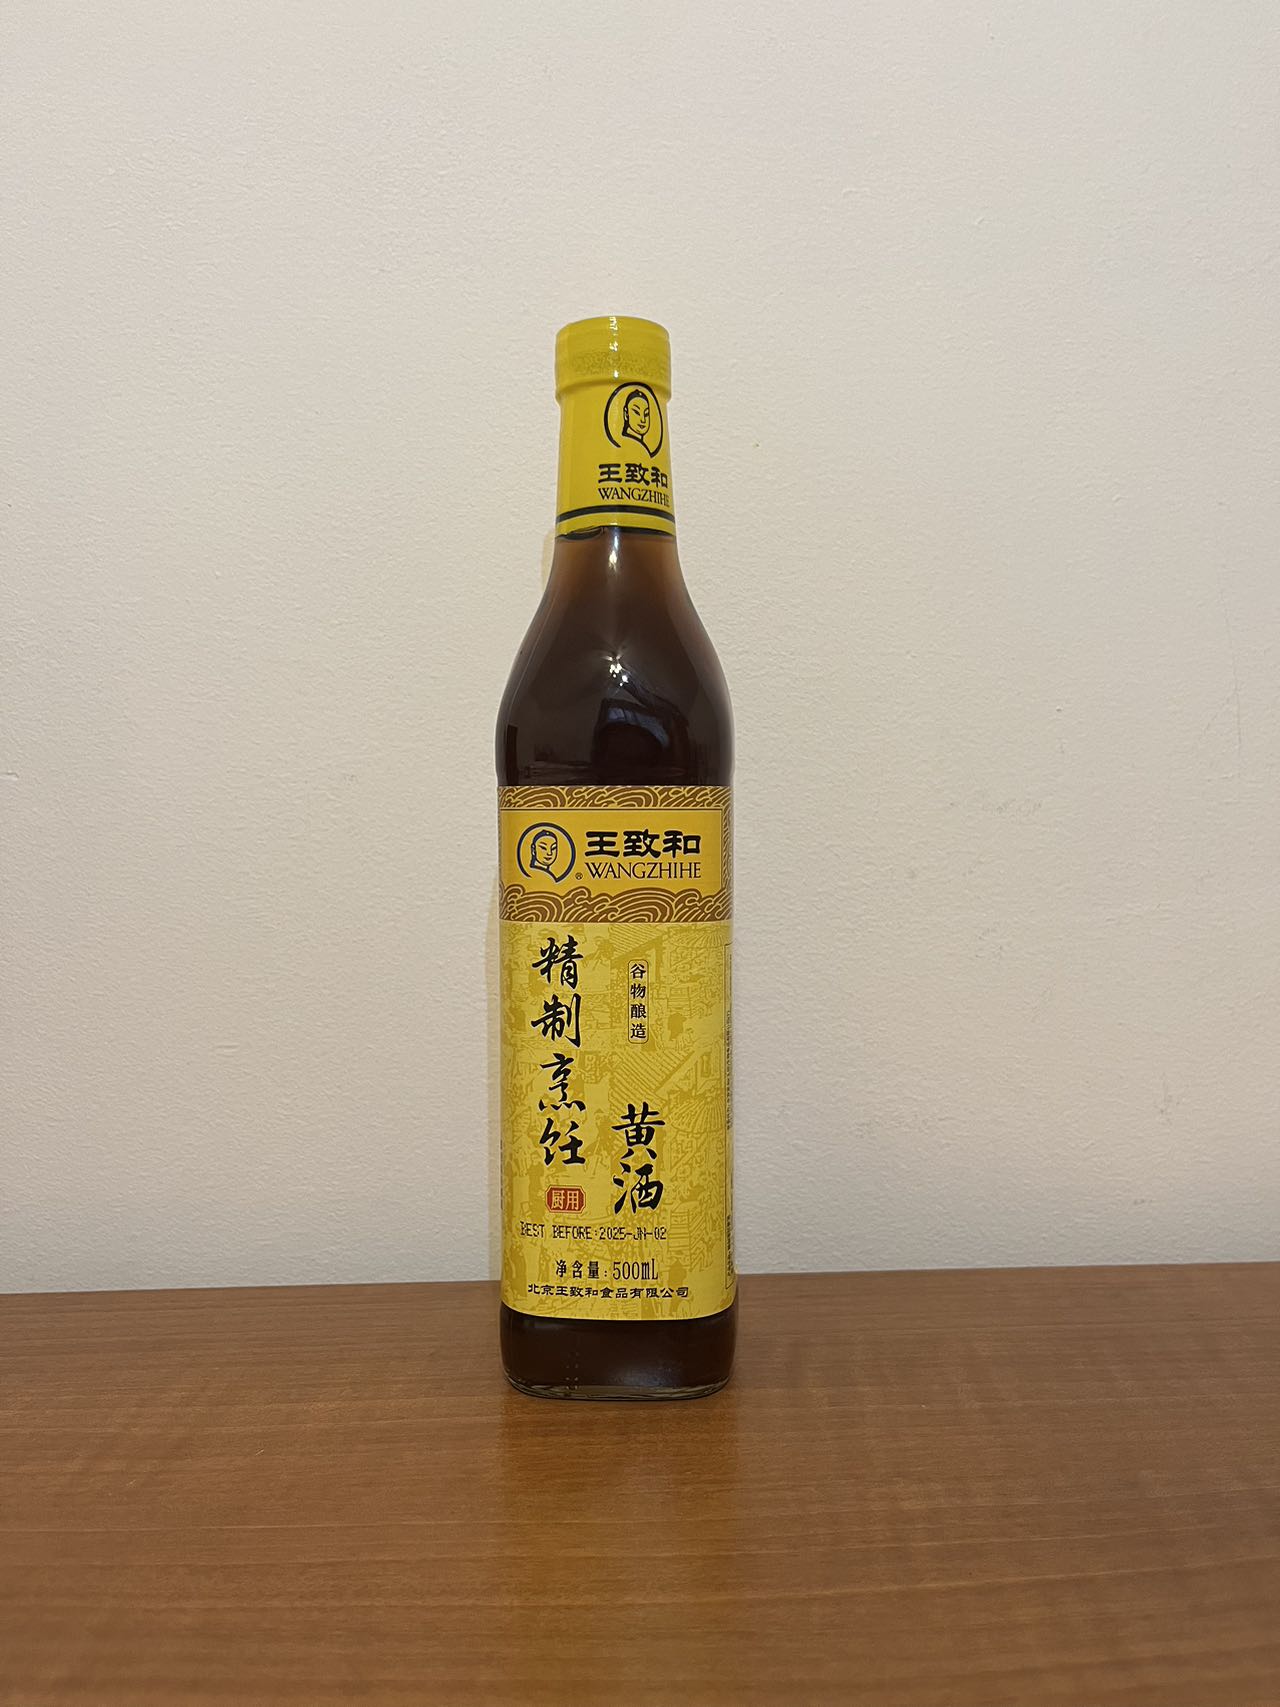 王致和
WANGZHIHE
王致和
WANGZHIHE
精制烹饪
谷物酿造
黄酒
厨用
BEST BEFORE:2025-JN-02
净含量:500mL
北京王致和食品有限公司